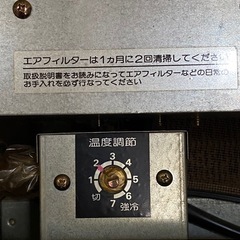 エアフィルターは1ヵ月に2回清掃してください
取扱説明書をお読みになってエアフィルターなどの日常の
お手入れを必ず行なってください
温度調節
1 2 3 4 5 6 7
切 強冷